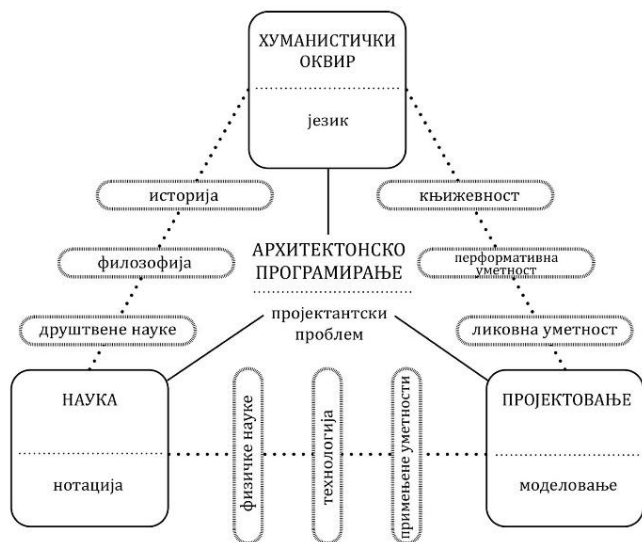 ХУМАНИСТИЧКИ
ОКВИР
језик
историја
књижевност
филозофија
АРХИТЕКТОНСКО
ПРОГРАМИРАЊЕ
перформативна
уметност
друштвене науке
пројектантски
проблем
ликовна уметност
НАУКА
нотација
физичке науке
технологија
примењене уметности
ПРОЈЕКТОВАЊЕ
моделовање